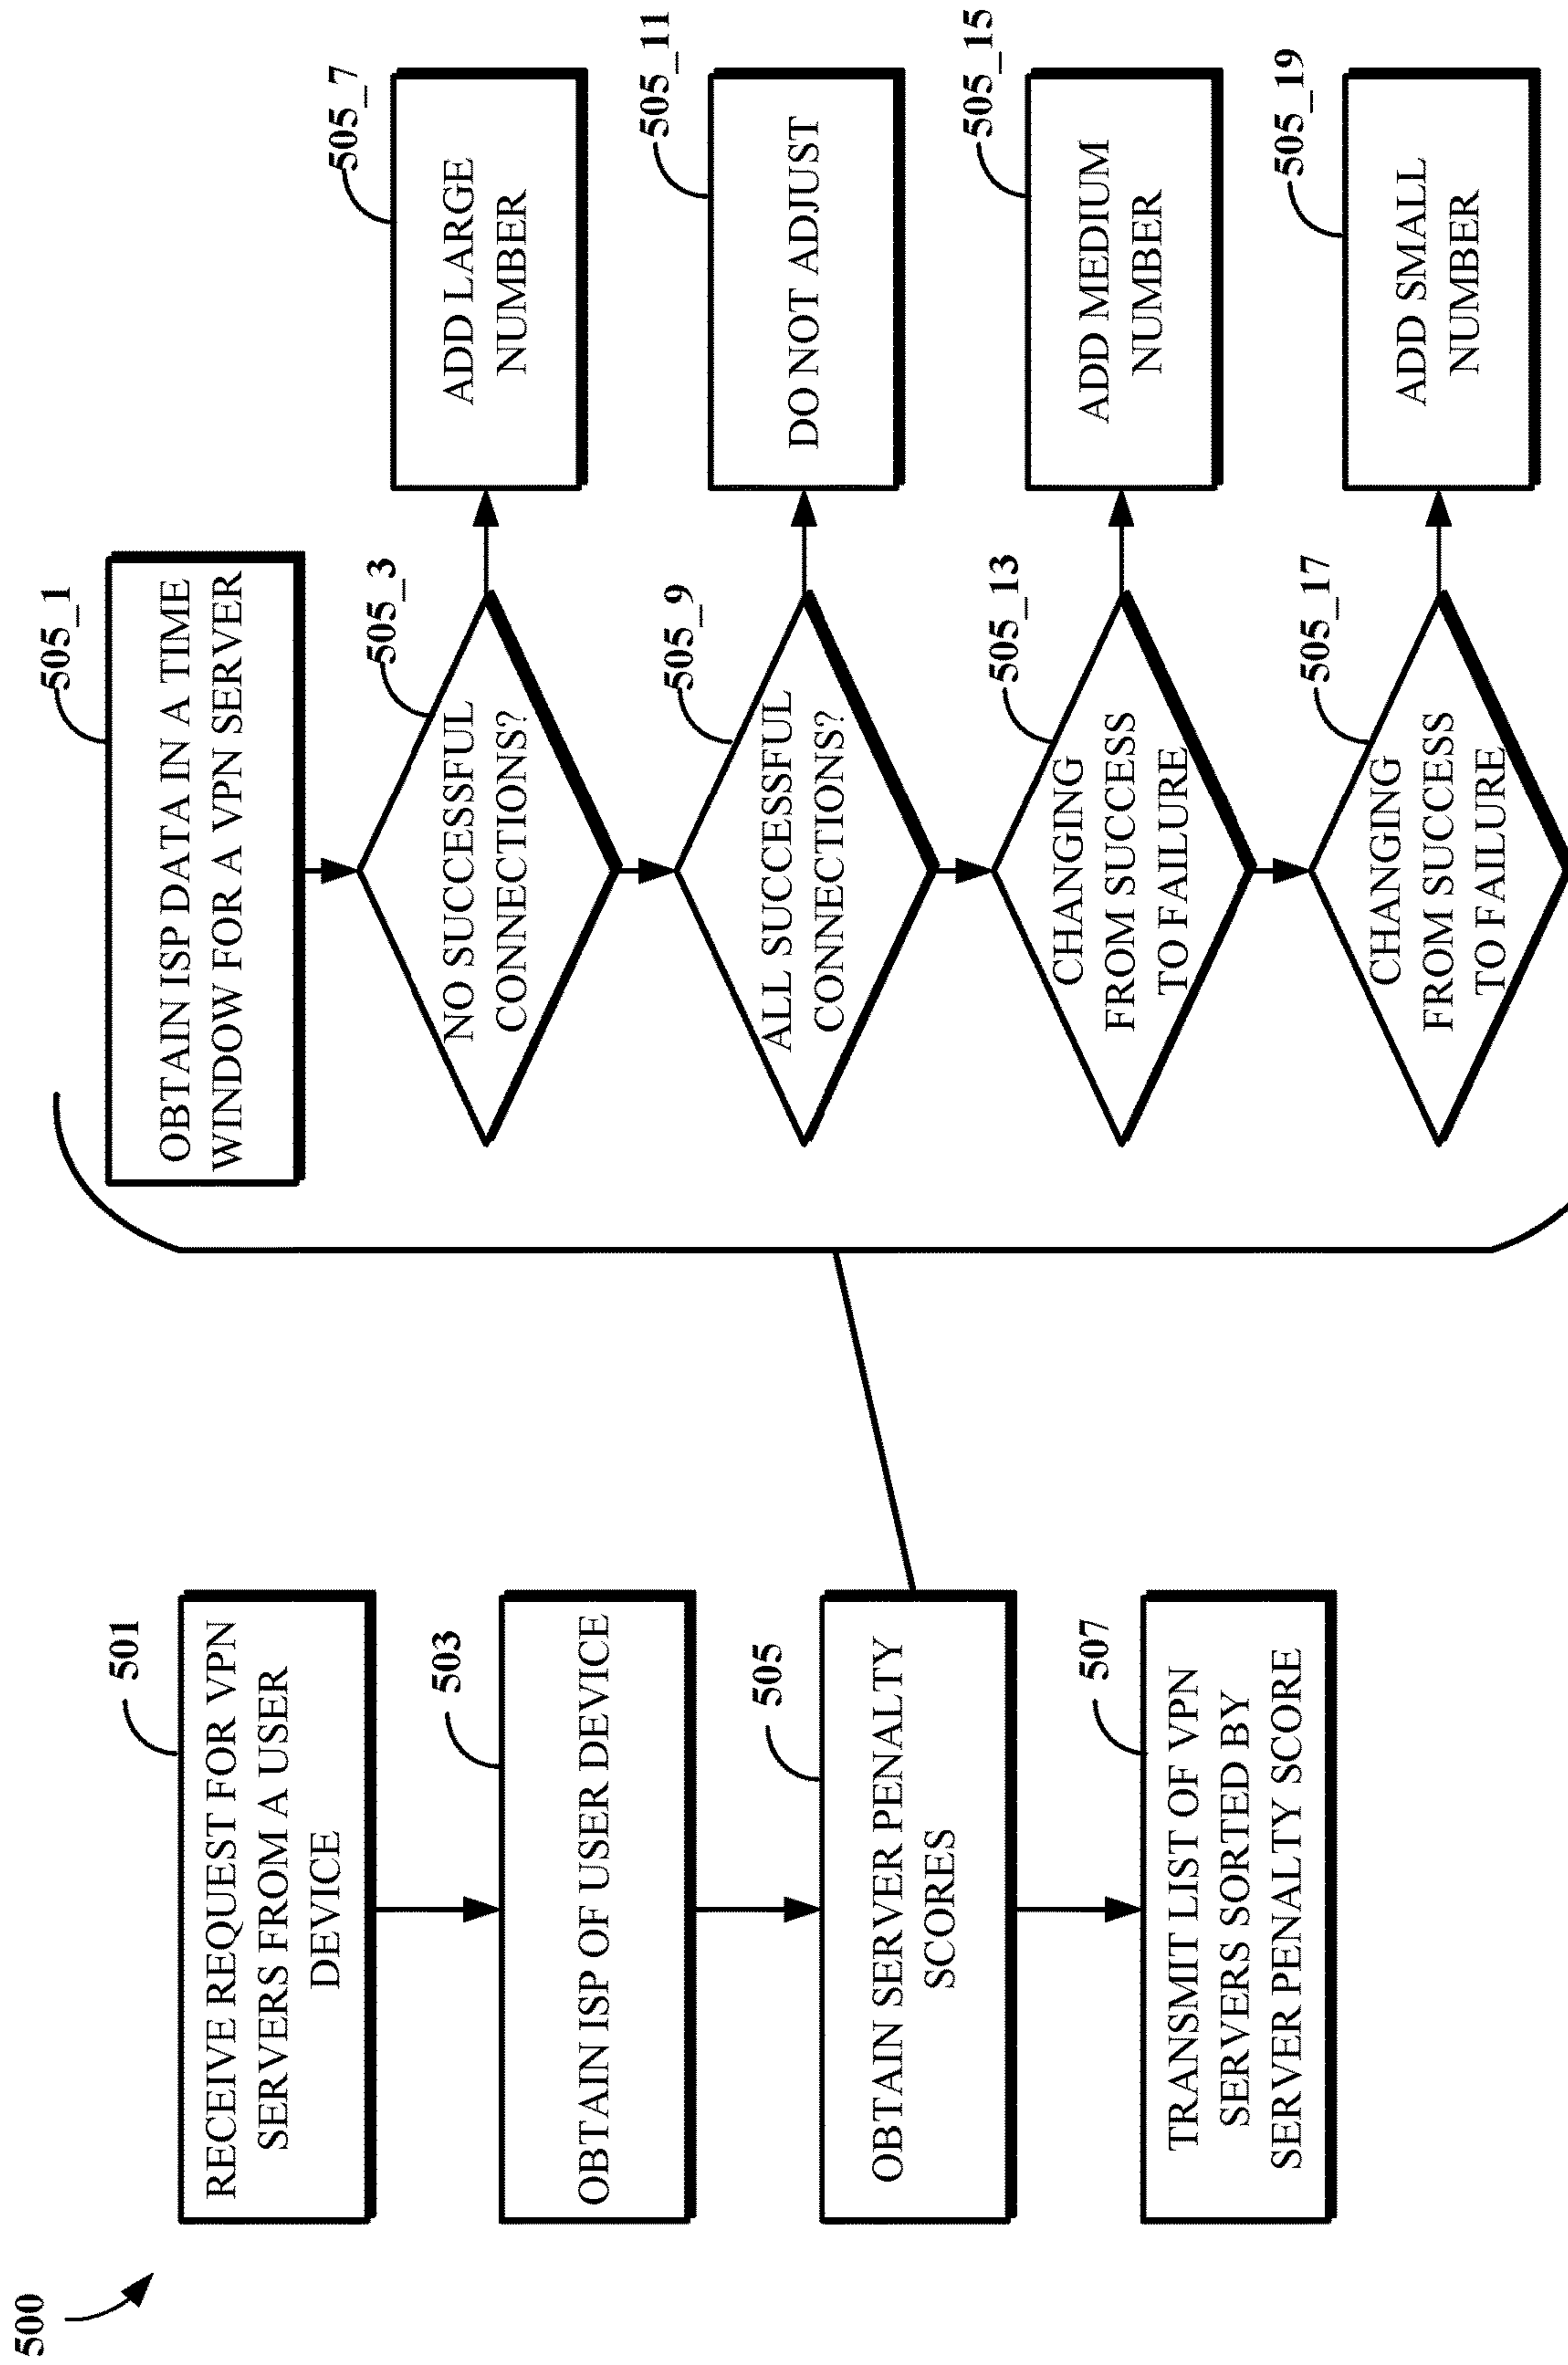 500
501
RECEIVE REQUEST FOR VPN
SERVERS FROM A USER
DEVICE
503
OBTAIN ISP OF USER DEVICE
505
OBTAIN SERVER PENALTY
SCORES
507
TRANSMIT LIST OF VPN
SERVERS SORTED BY
SERVER PENALTY SCORE
505_1
OBTAIN ISP DATA IN A TIME
WINDOW FOR A VPN SERVER
505_3
NO SUCCESSFUL
CONNECTIONS?
505_7
ADD LARGE
NUMBER
505_9
ALL SUCCESSFUL
CONNECTIONS?
505_11
DO NOT ADJUST
505_13
CHANGING
FROM SUCCESS
TO FAILURE
505_15
ADD MEDIUM
NUMBER
505_17
CHANGING
FROM SUCCESS
TO FAILURE
505_19
ADD SMALL
NUMBER